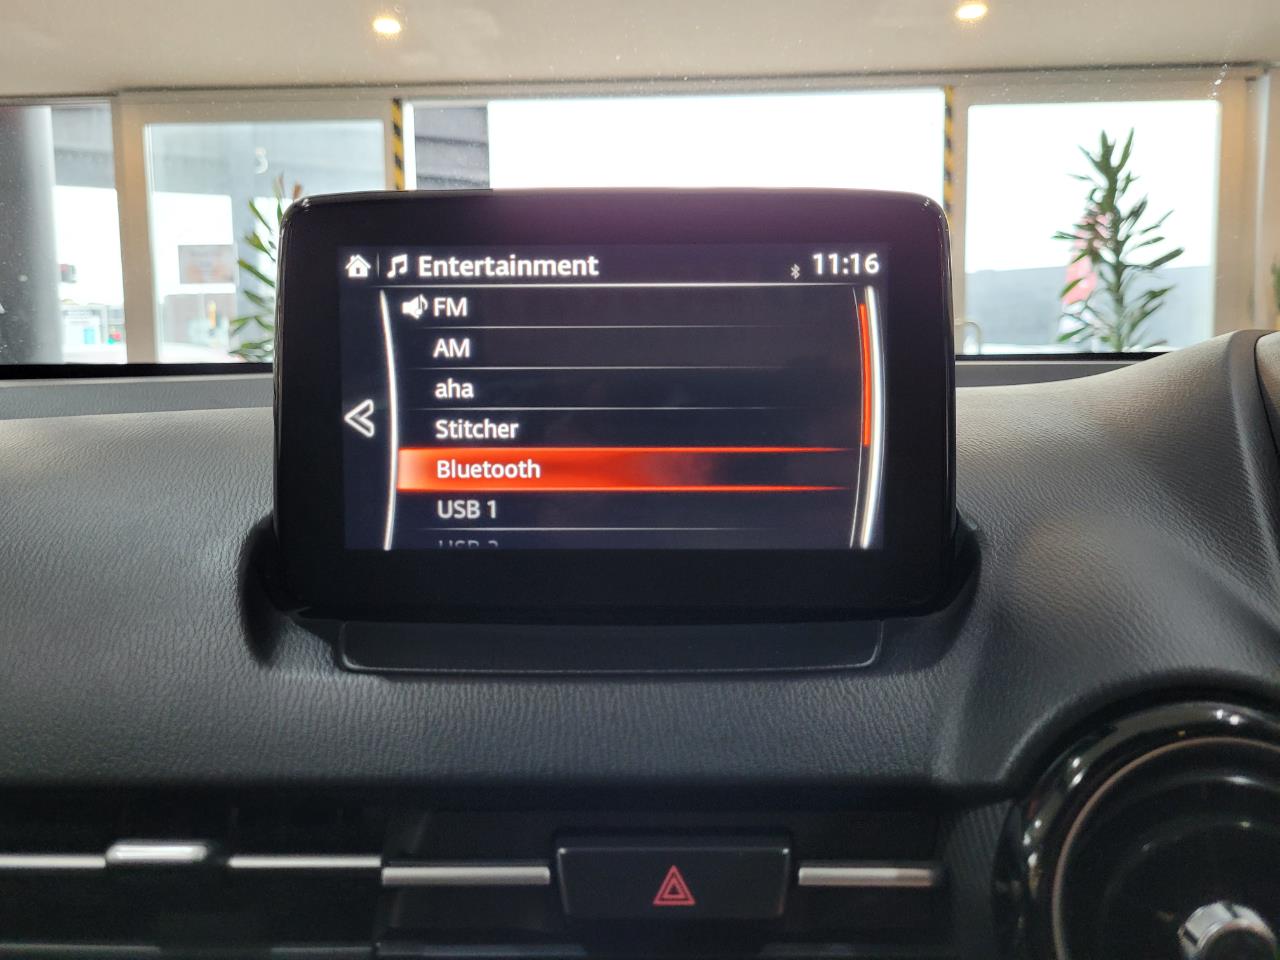 Entertainment 11:16
FM
AM
aha
Stitcher
Bluetooth
USB 1